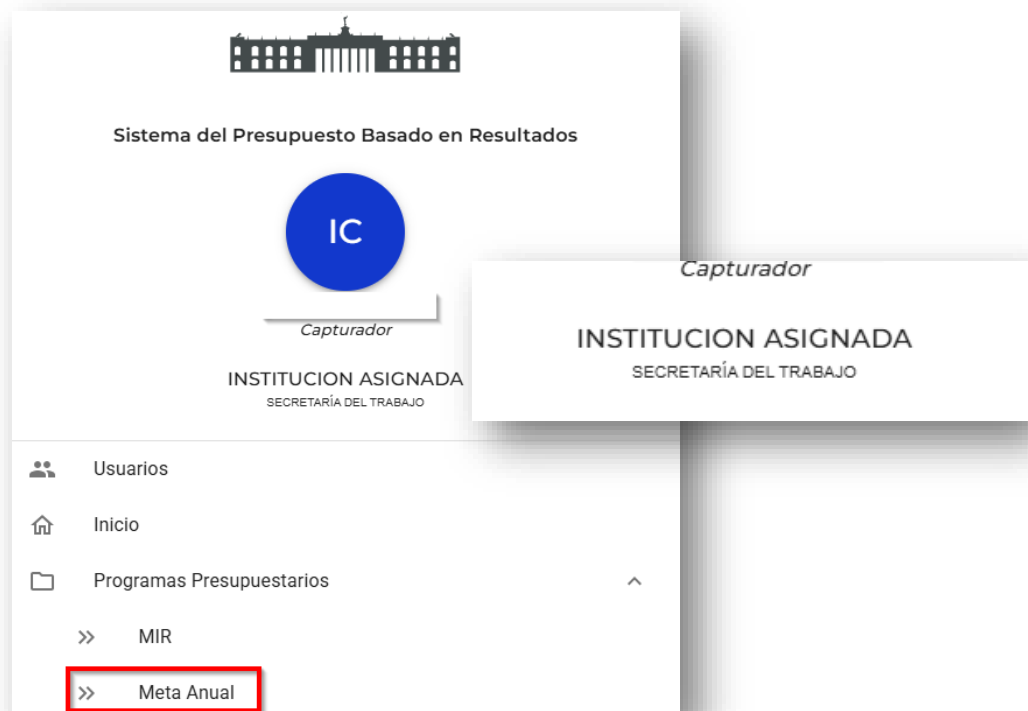 Sistema del Presupuesto Basado en Resultados
IC
Capturador
INSTITUCION ASIGNADA
SECRETARÍA DEL TRABAJO
Capturador
INSTITUCION ASIGNADA
SECRETARÍA DEL TRABAJO
Usuarios
Inicio
Programas Presupuestarios
MIR
Meta Anual